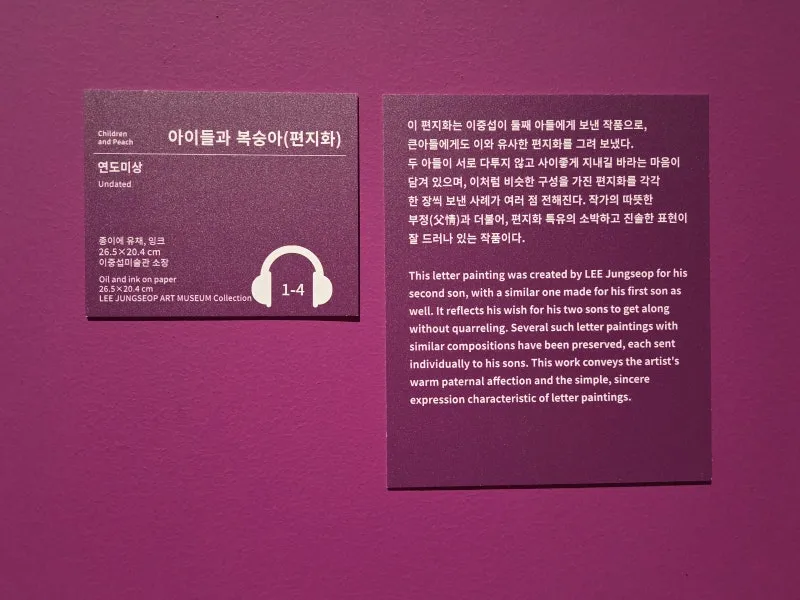 Children
and Peach
아이들과 복숭아(편지화)
연도미상
Undated
종이에 유채, 잉크
26.5×20.4 cm
이중섭미술관 소장
Oil and ink on paper
26.5×20.4 cm
LEE JUNGSEOP ART MUSEUM Collection
1-4
이 편지화는 이중섭이 둘째 아들에게 보낸 작품으로,
큰아들에게도 이와 유사한 편지화를 그려 보냈다.
두 아들이 서로 다투지 않고 사이좋게 지내길 바라는 마음이
담겨 있으며, 이처럼 비슷한 구성을 가진 편지화를 각각
한 장씩 보낸 사례가 여러 점 전해진다. 작가의 따뜻한
부정(父情)과 더불어, 편지화 특유의 소박하고 진솔한 표현이
잘 드러나 있는 작품이다.
This letter painting was created by LEE Jungseop for his
second son, with a similar one made for his first son as
well. It reflects his wish for his two sons to get along
without quarreling. Several such letter paintings with
similar compositions have been preserved, each sent
individually to his sons. This work conveys the artist's
warm paternal affection and the simple, sincere
expression characteristic of letter paintings.